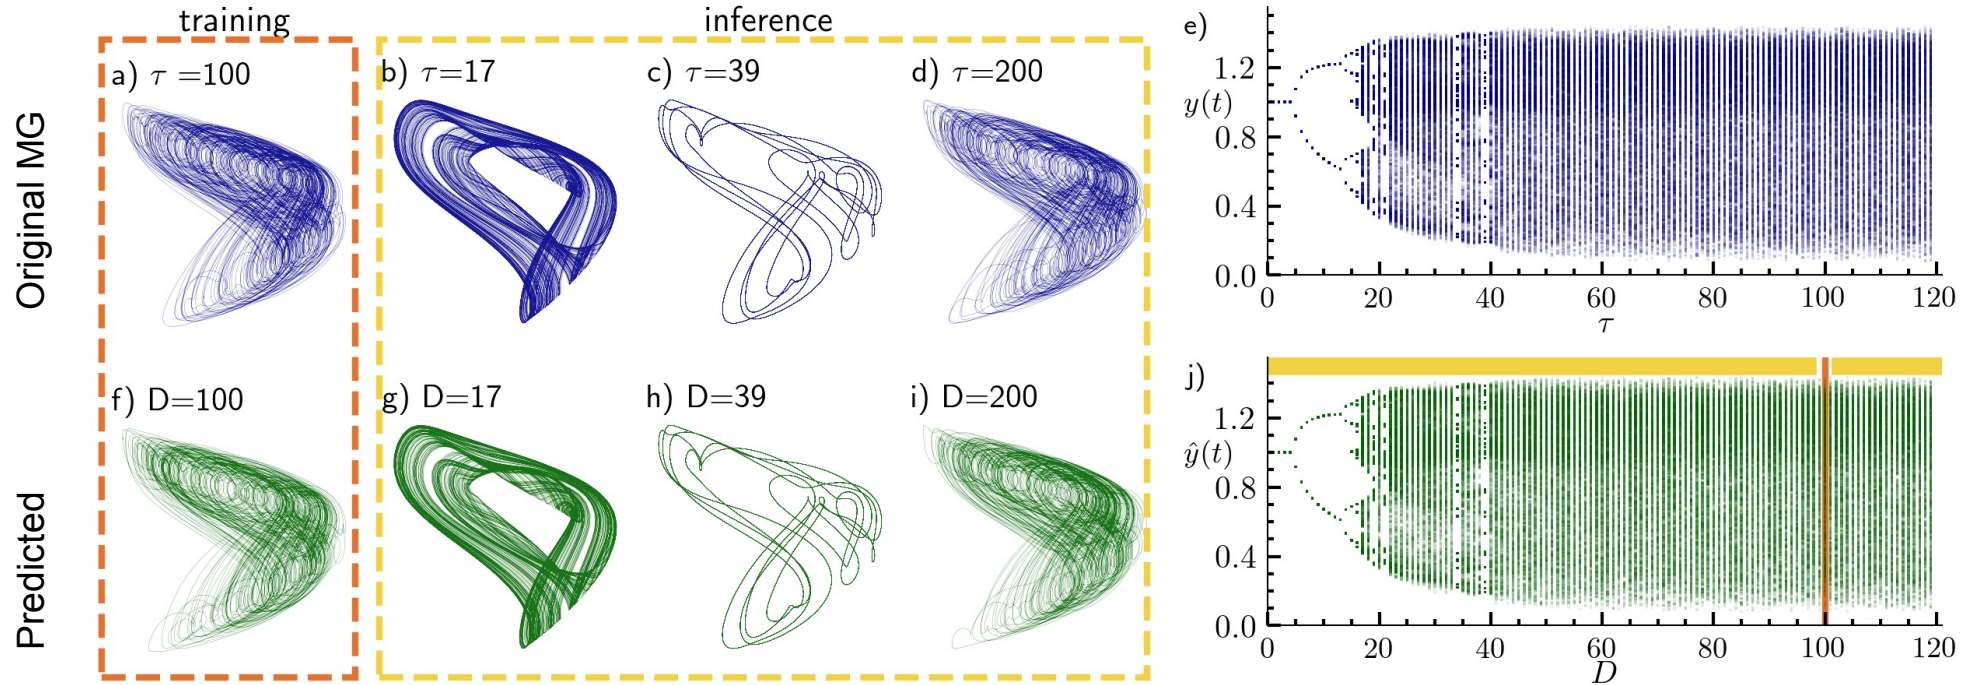 training
inference
Original MG
a) τ =100
b) τ=17
c) τ=39
d) τ=200
e)
1.2
y(t)
0.8
0.4
0.0
0 20 40 60 80 100 120
τ
Predicted
f) D=100
g) D=17
h) D=39
i) D=200
j)
1.2
ŷ(t)
0.8
0.4
0.0
0 20 40 60 80 100 120
D